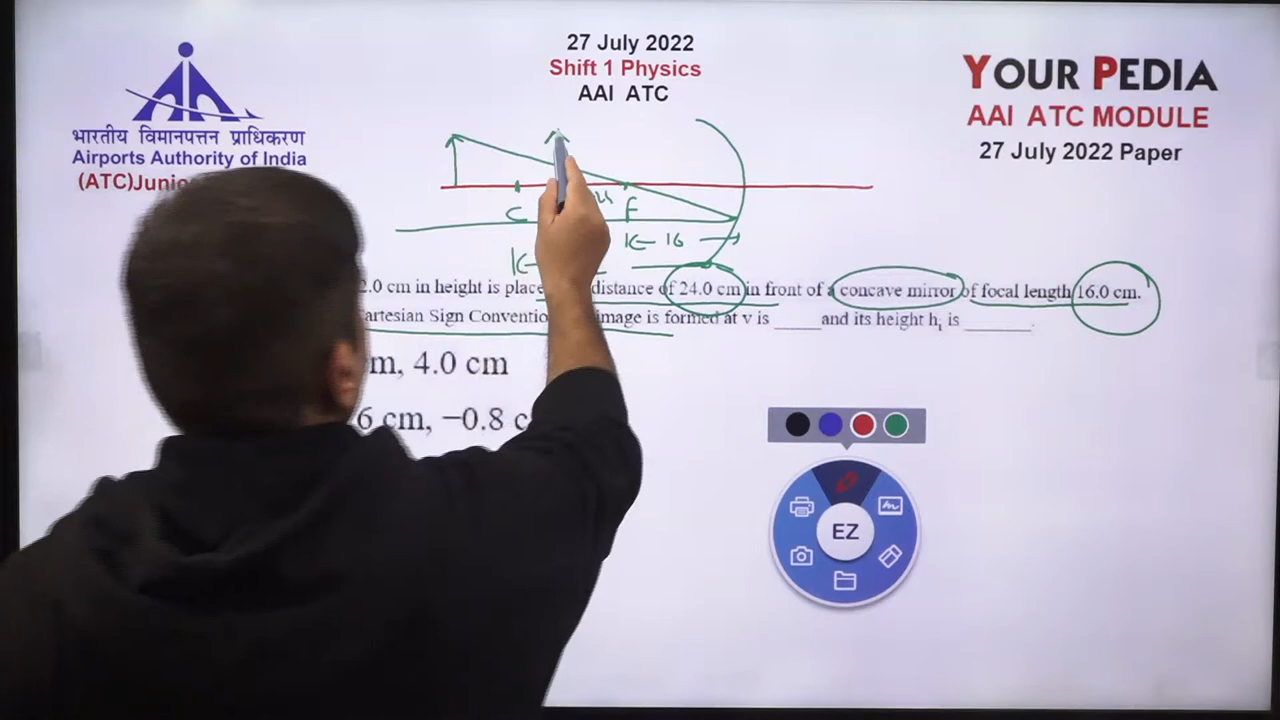 27 July 2022
Shift 1 Physics
AAI ATC
YOUR PEDIA
AAI ATC MODULE
27 July 2022 Paper
भारतीय विमानपत्तन प्राधिकरण
Airports Authority of India
(ATC)Junio
C
24
F
16
2.0 cm in height is place distance of 24.0 cm in front of a concave mirror of focal length 16.0 cm.
artesian Sign Conventio image is formed at v is _____and its height hi is _______.
m, 4.0 cm
6 cm, −0.8 c
EZ